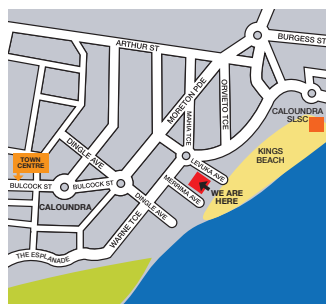 BURGESS ST
ARTHUR ST
MORETON PDE
MAHIA TCE
ORVIETO TCE
CALOUNDRA
SLSC
DINGLE AVE
KINGS
BEACH
TOWN
CENTRE
LEVUKA AVE
MERRIMA AVE
WE ARE
HERE
BULCOCK ST
BULCOCK ST
CALOUNDRA
DINGLE AVE
WARNE TCE
THE ESPLANADE